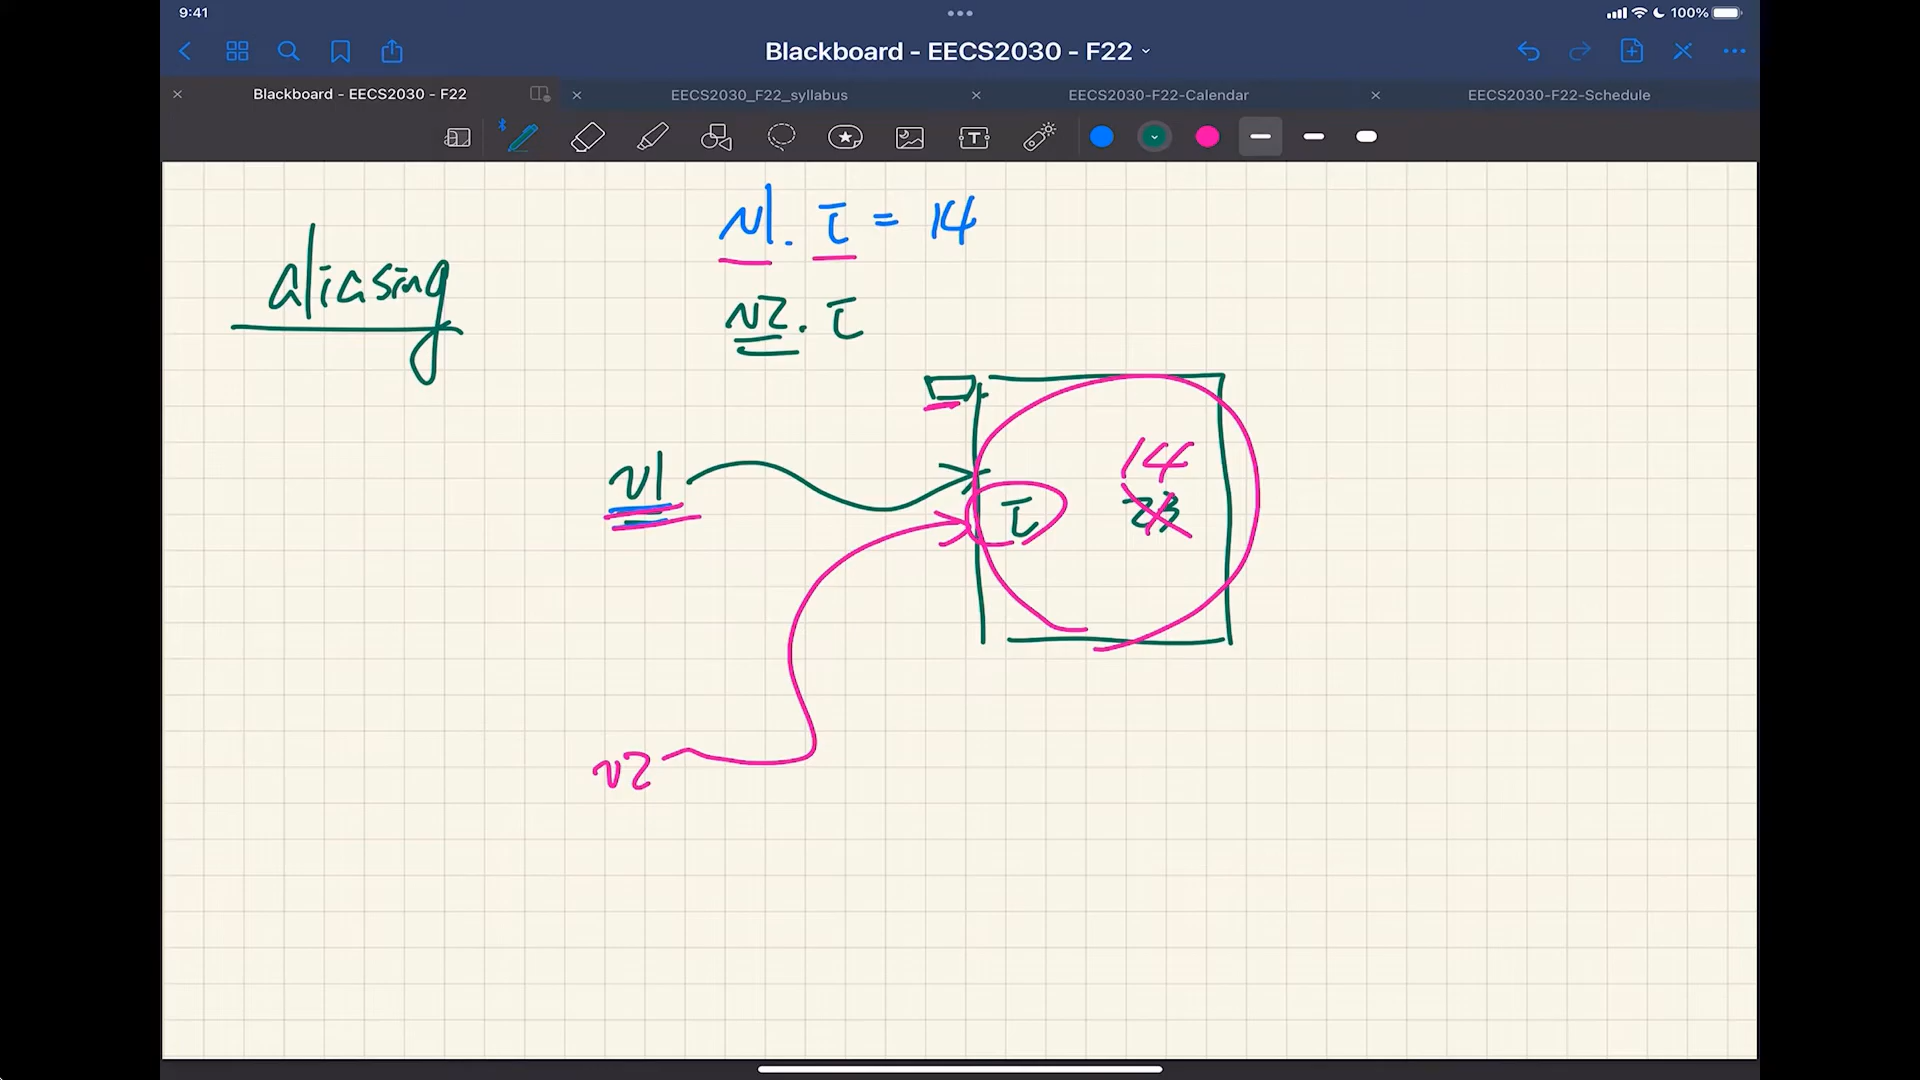 9:41
100%
Blackboard - EECS2030 - F22
Blackboard - EECS2030 - F22
EECS2030_F22_syllabus
EECS2030-F22-Calendar
EECS2030-F22-Schedule
v1. i = 14
aliasing
v2. i
14
v1
i 23
v2